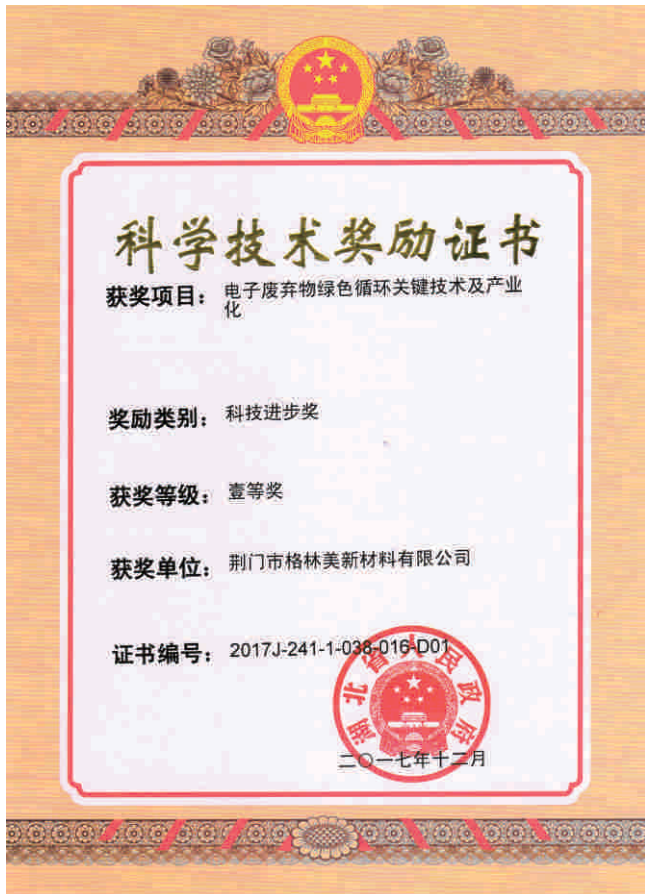 科学技术奖励证书
获奖项目：电子废弃物绿色循环关键技术及产业
化
奖励类别：科技进步奖
获奖等级：壹等奖
获奖单位：荆门市格林美新材料有限公司
证书编号：2017J-241-1-038-016-D01
湖北省人民政府
二〇一七年十二月